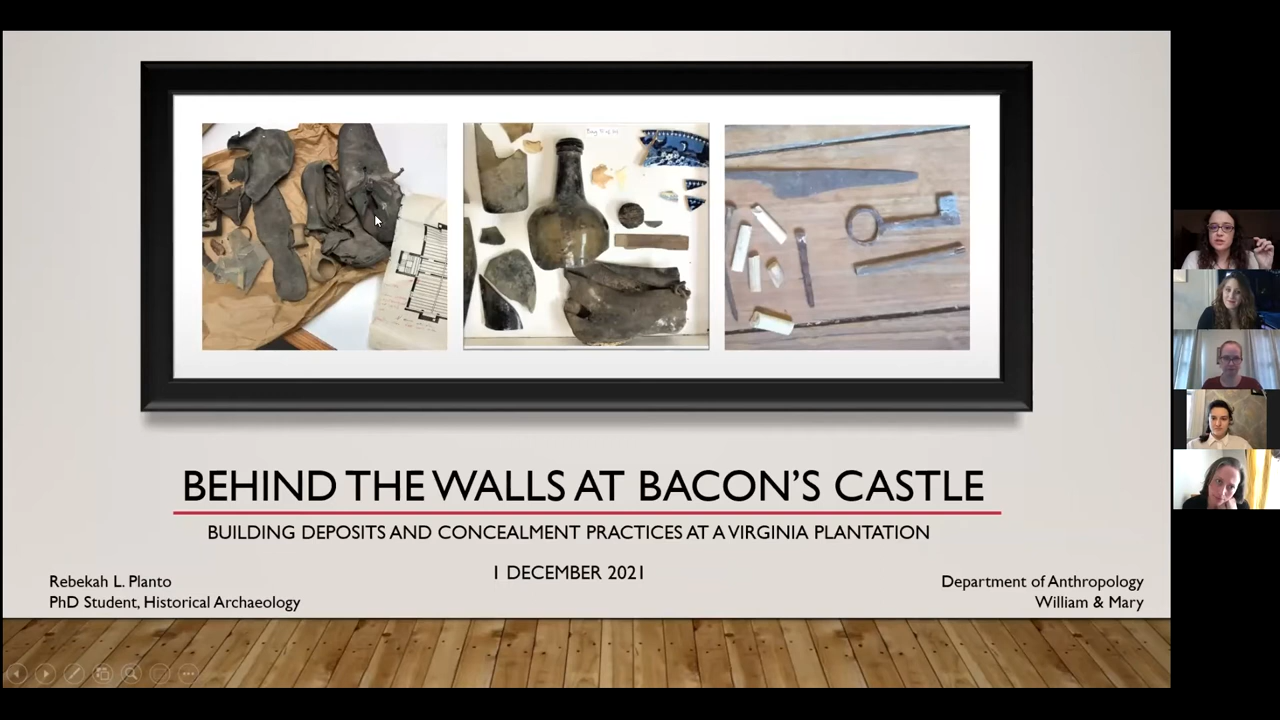 BEHIND THE WALLS AT BACON'S CASTLE
BUILDING DEPOSITS AND CONCEALMENT PRACTICES AT A VIRGINIA PLANTATION
1 DECEMBER 2021
Rebekah L. Planto
PhD Student, Historical Archaeology
Department of Anthropology
William & Mary